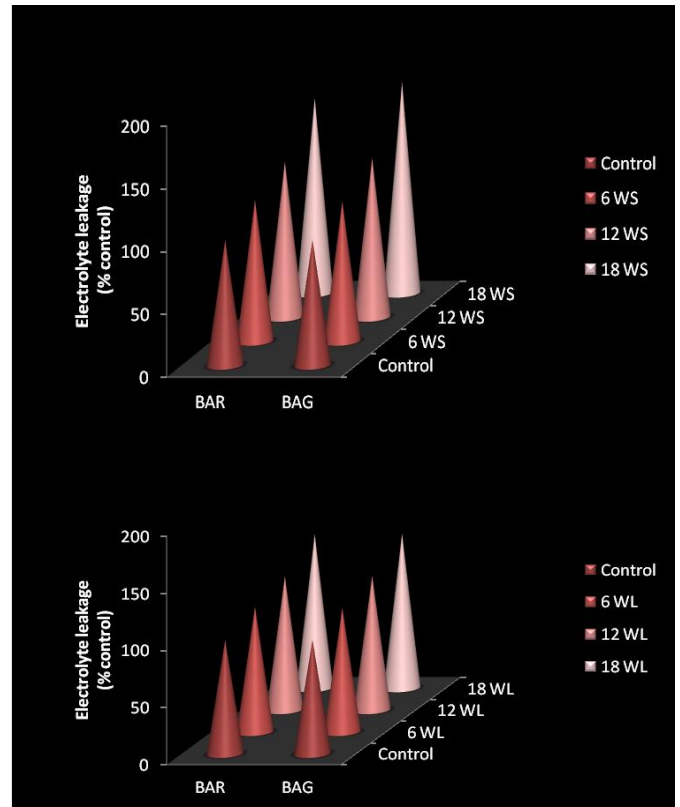 200
150
100
50
0
Electrolyte leakage
(% control)
BAR
BAG
Control
6 WS
12 WS
18 WS
Control
6 WS
12 WS
18 WS
200
150
100
50
0
Electrolyte leakage
(%control)
BAR
BAG
Control
6 WL
12 WL
18 WL
Control
6 WL
12 WL
18 WL